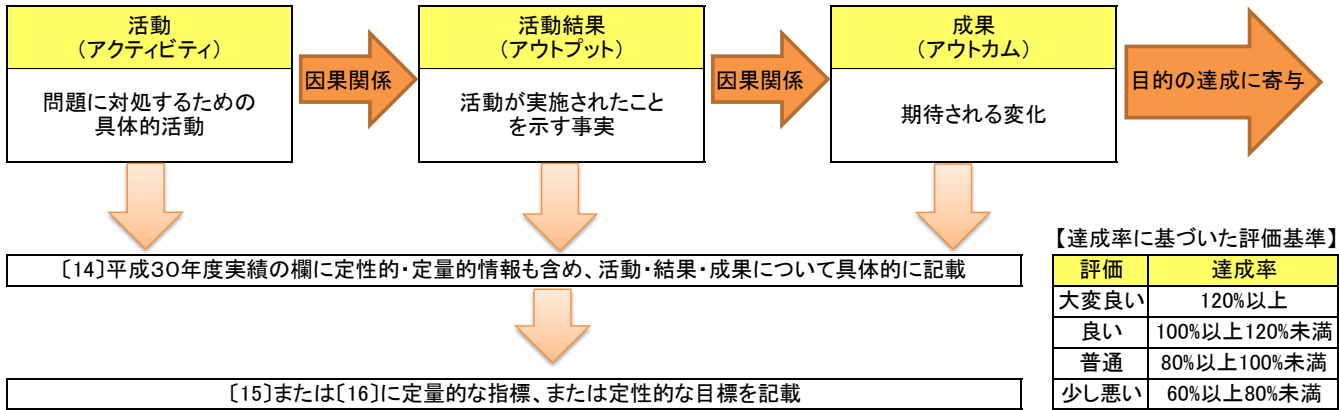 活動
（アクティビティ）
問題に対処するための
具体的活動
因果関係
活動結果
（アウトプット）
活動が実施されたこと
を示す事実
因果関係
成果
（アウトカム）
期待される変化
目的の達成に寄与
〔14〕平成３０年度実績の欄に定性的・定量的情報も含め、活動・結果・成果について具体的に記載
〔15〕または〔16〕に定量的な指標、または定性的な目標を記載
【達成率に基づいた評価基準】
評価 達成率
大変良い 120%以上
良い 100%以上120%未満
普通 80%以上100%未満
少し悪い 60%以上80%未満